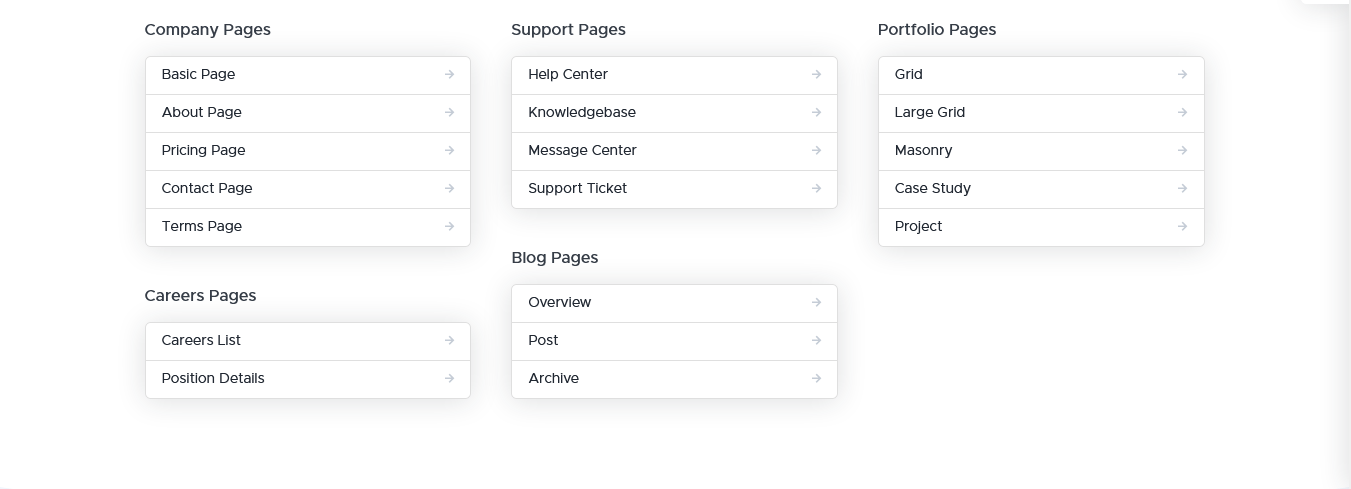 Company Pages
Basic Page
About Page
Pricing Page
Contact Page
Terms Page
Careers Pages
Careers List
Position Details
Support Pages
Help Center
Knowledgebase
Message Center
Support Ticket
Blog Pages
Overview
Post
Archive
Portfolio Pages
Grid
Large Grid
Masonry
Case Study
Project